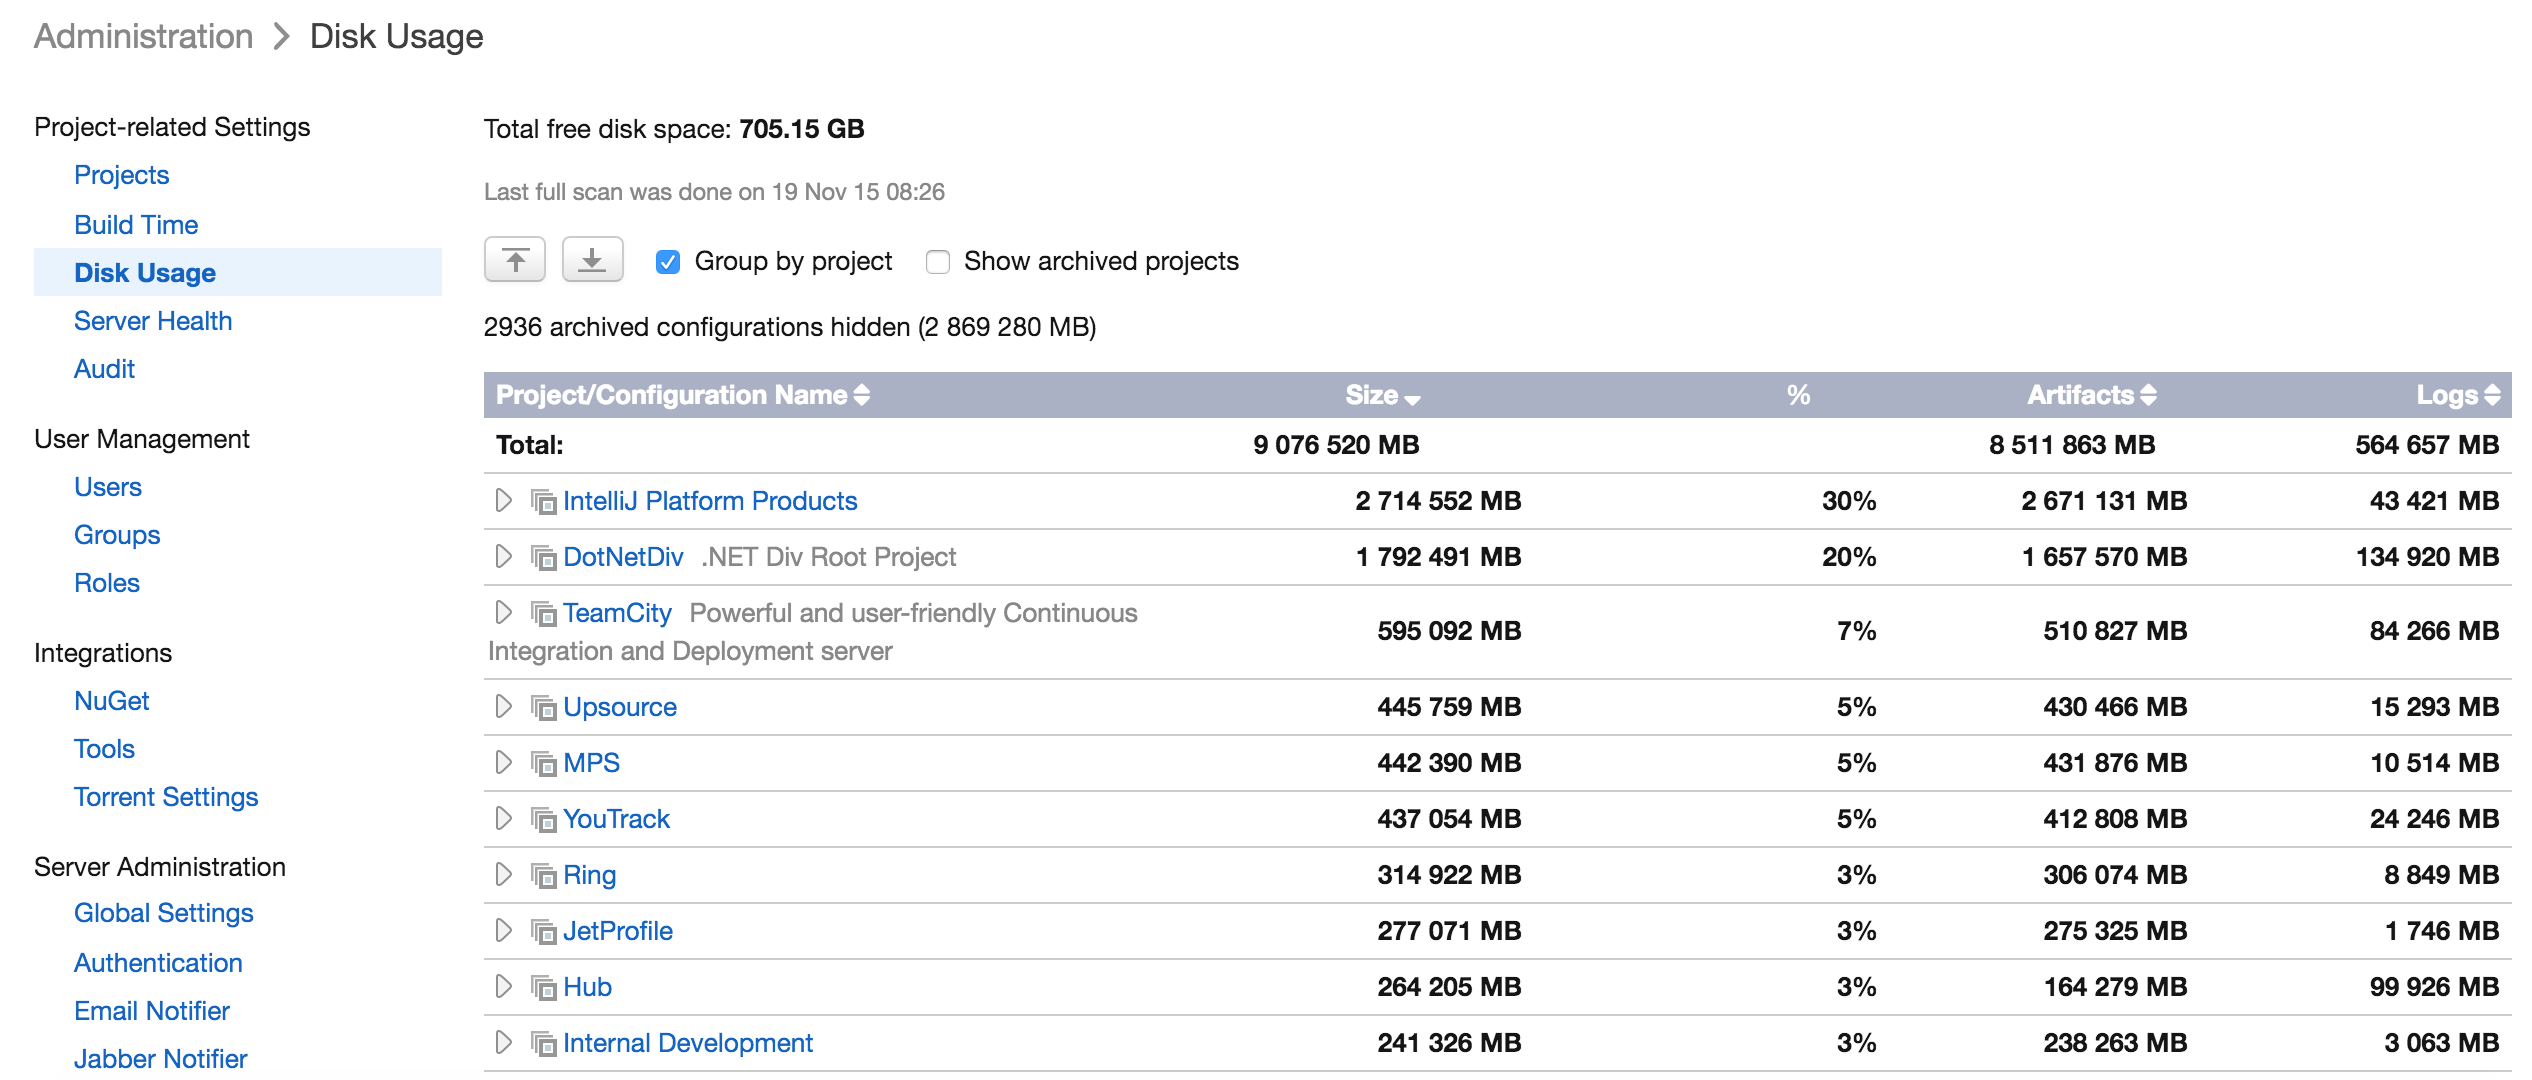 Administration > Disk Usage
Project-related Settings
Projects
Build Time
Disk Usage
Server Health
Audit
User Management
Users
Groups
Roles
Integrations
NuGet
Tools
Torrent Settings
Server Administration
Global Settings
Authentication
Email Notifier
Jabber Notifier
Total free disk space: 705.15 GB
Last full scan was done on 19 Nov 15 08:26
Group by project Show archived projects
2936 archived configurations hidden (2 869 280 MB)
Project/Configuration Name Size % Artifacts Logs
Total: 9 076 520 MB 8 511 863 MB 564 657 MB
IntelliJ Platform Products 2 714 552 MB 30% 2 671 131 MB 43 421 MB
DotNetDiv .NET Div Root Project 1 792 491 MB 20% 1 657 570 MB 134 920 MB
TeamCity Powerful and user-friendly Continuous
Integration and Deployment server 595 092 MB 7% 510 827 MB 84 266 MB
Upsource 445 759 MB 5% 430 466 MB 15 293 MB
MPS 442 390 MB 5% 431 876 MB 10 514 MB
YouTrack 437 054 MB 5% 412 808 MB 24 246 MB
Ring 314 922 MB 3% 306 074 MB 8 849 MB
JetProfile 277 071 MB 3% 275 325 MB 1 746 MB
Hub 264 205 MB 3% 164 279 MB 99 926 MB
Internal Development 241 326 MB 3% 238 263 MB 3 063 MB